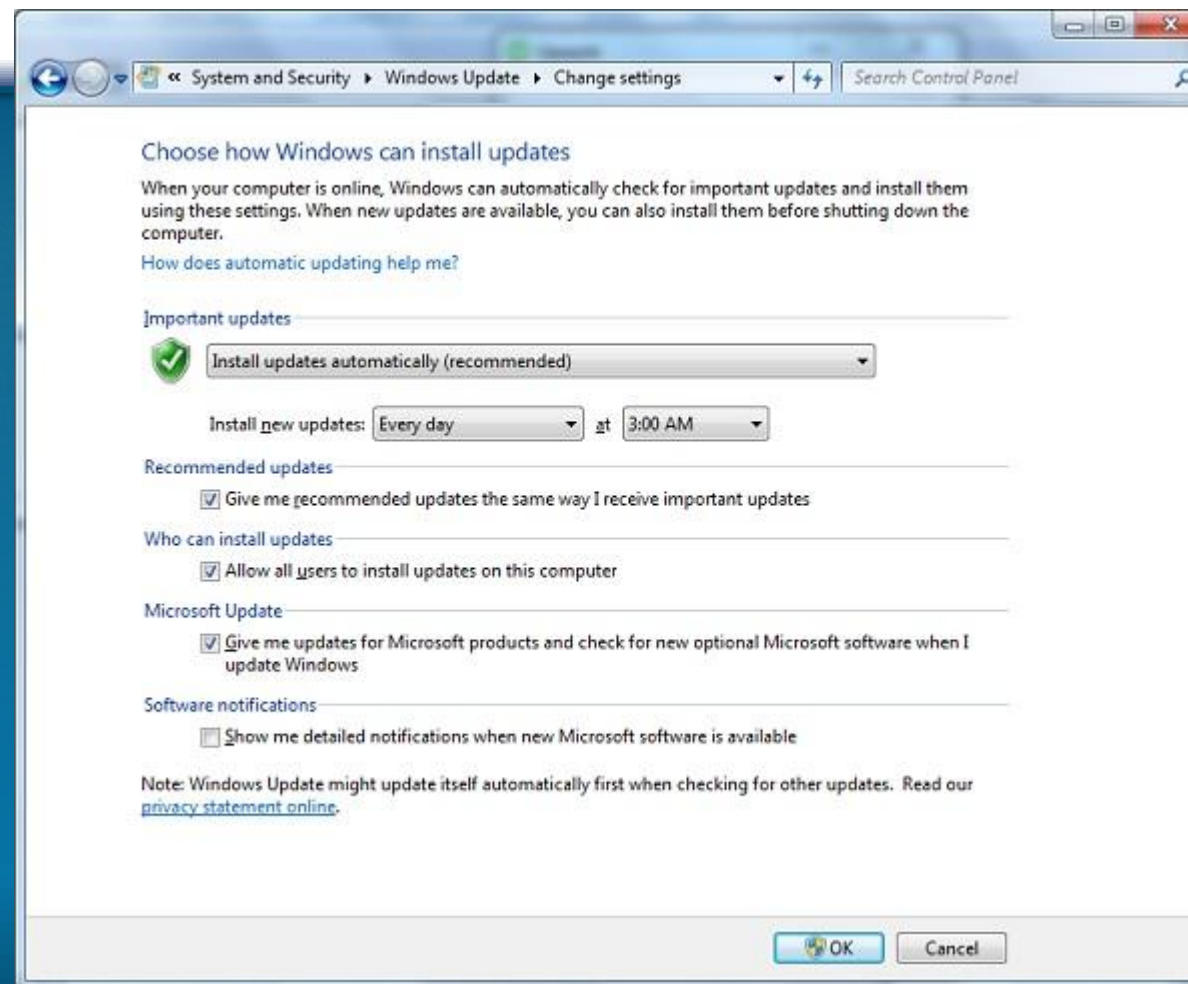 « System and Security ▸ Windows Update ▸ Change settings
Search Control Panel
Choose how Windows can install updates
When your computer is online, Windows can automatically check for important updates and install them
using these settings. When new updates are available, you can also install them before shutting down the
computer.
How does automatic updating help me?
Important updates
Install updates automatically (recommended)
Install new updates: Every day at 3:00 AM
Recommended updates
Give me recommended updates the same way I receive important updates
Who can install updates
Allow all users to install updates on this computer
Microsoft Update
Give me updates for Microsoft products and check for new optional Microsoft software when I
update Windows
Software notifications
Show me detailed notifications when new Microsoft software is available
Note: Windows Update might update itself automatically first when checking for other updates. Read our
privacy statement online.
OK Cancel